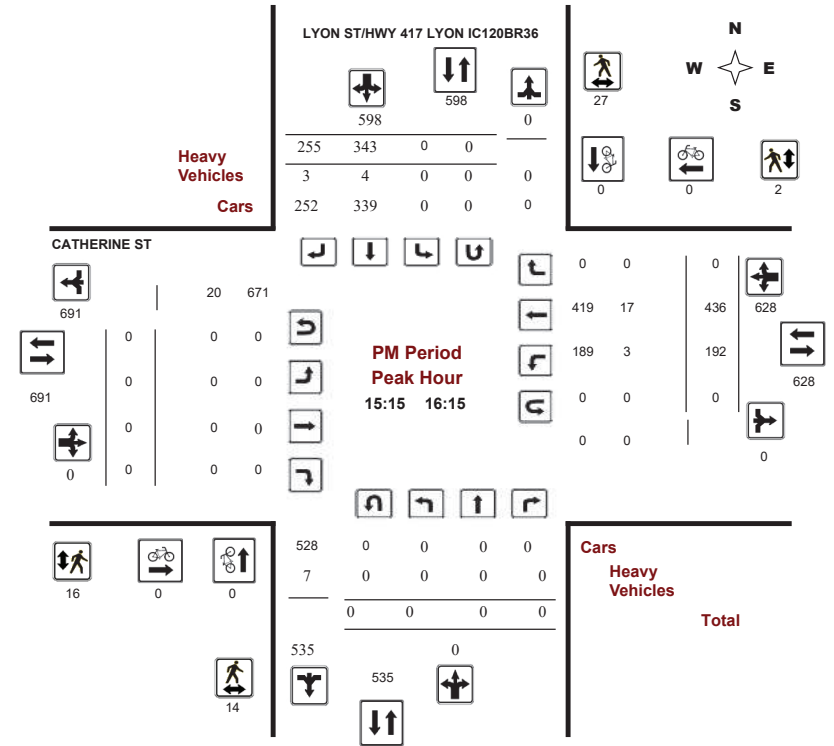 LYON ST/HWY 417 LYON IC120BR36
N
W E
S
598
27
598 0
255 343 0 0
Heavy
Vehicles
3 4 0 0 0
0 0 2
Cars 252 339 0 0 0
CATHERINE ST
0 0 0
20 671
691
419 17 436 628
0 0 0
PM Period
189 3 192
Peak Hour
0 0 0
628
691
15:15 16:15
0 0 0
0 0 0
0 0
0
0 0 0 0
528 0 0 0 0 Cars
7 0 0 0 0 Heavy
Vehicles
16 0 0
0 0 0 0 Total
535 0
535
14